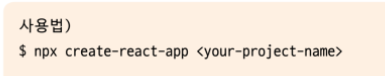 사용법)
$ npx create-react-app <your-project-name>